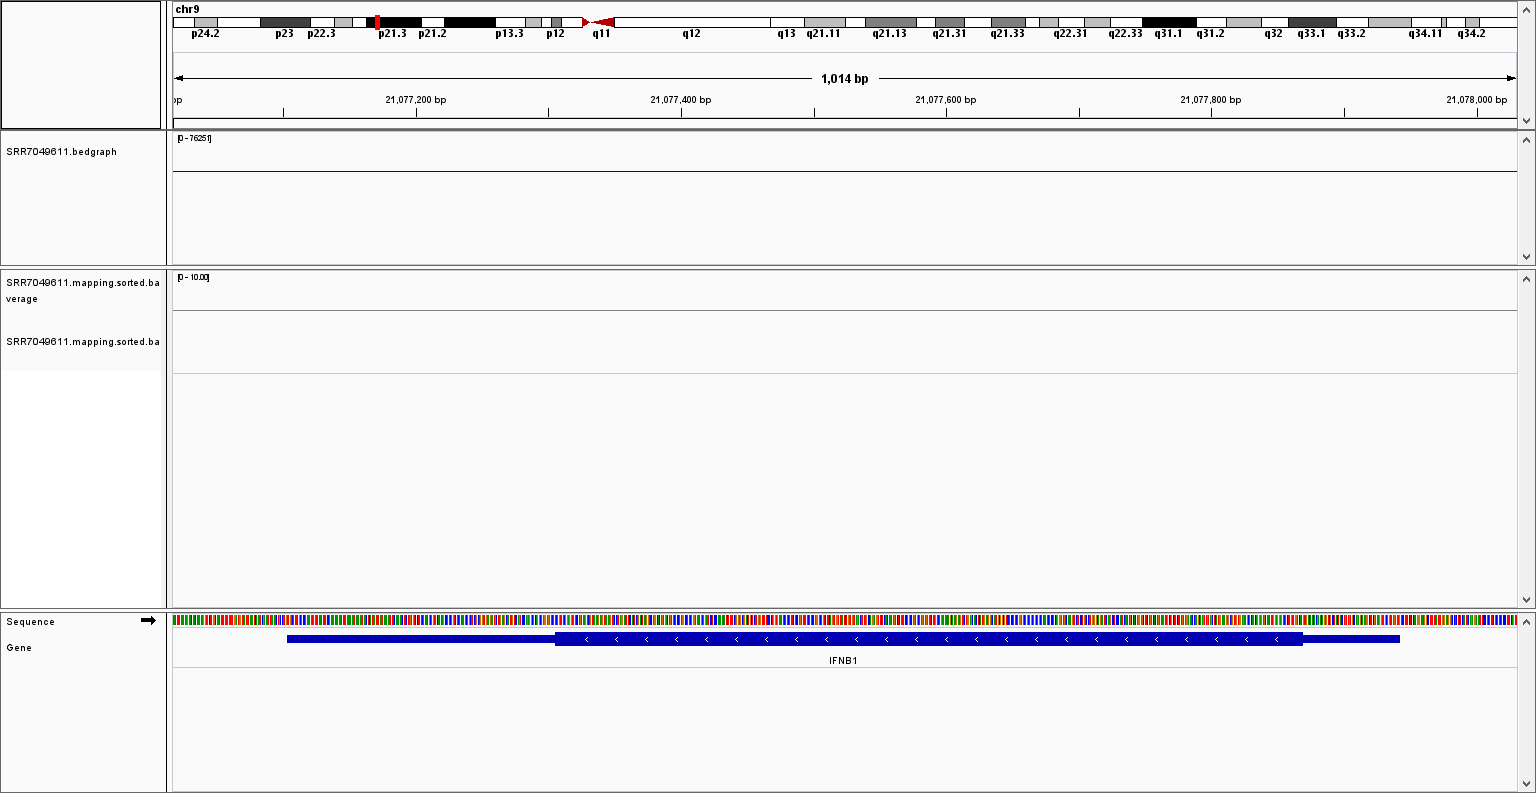 chr9
p24.2 p23 p22.3 p21.3 p21.2 p13.3 p12 q11 q12 q13 q21.11 q21.13 q21.31 q21.33 q22.31 q22.33 q31.1 q31.2 q32 q33.1 q33.2 q34.11 q34.2
1,014 bp
bp 21,077,200 bp 21,077,400 bp 21,077,600 bp 21,077,800 bp 21,078,000 bp
[0 - 76251]
SRR7049611.bedgraph
[0 - 10.00]
SRR7049611.mapping.sorted.ba
verage
SRR7049611.mapping.sorted.ba
Sequence
Gene
IFNB1